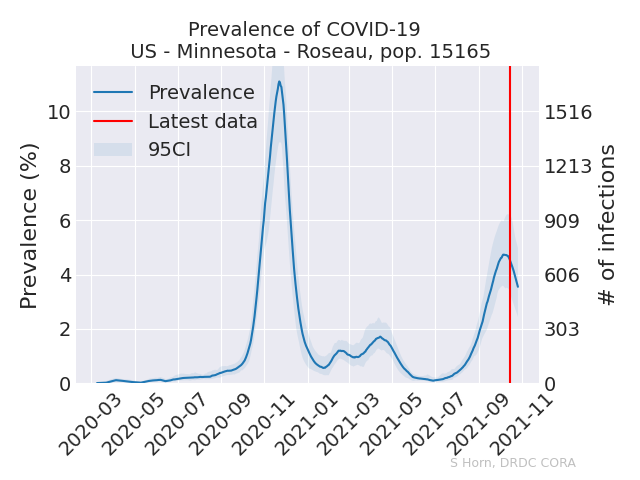 Prevalence of COVID-19
US - Minnesota - Roseau, pop. 15165
Prevalence
Latest data
95CI
Prevalence (%)
10
8
6
4
2
0
1516
1213
909
606
303
0
# of infections
2020-03
2020-05
2020-07
2020-09
2020-11
2021-01
2021-03
2021-05
2021-07
2021-09
2021-11
S Horn, DRDC CORA